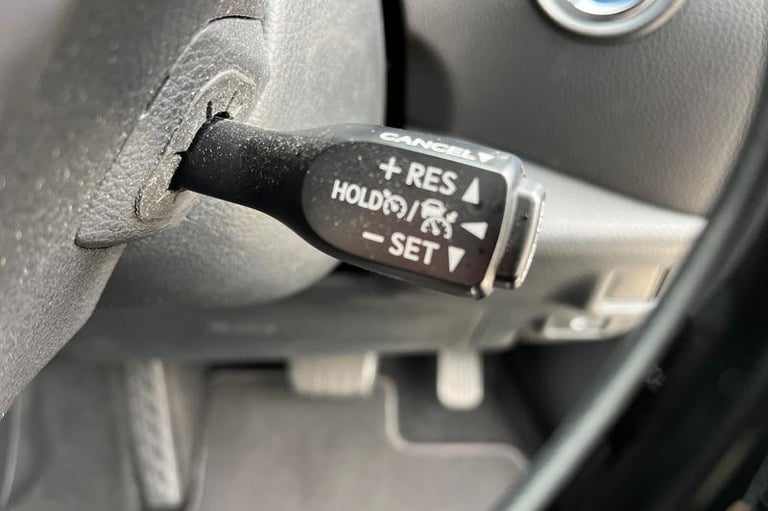 CANCEL▼
+ RES ▲
HOLD / ◀
− SET ▼